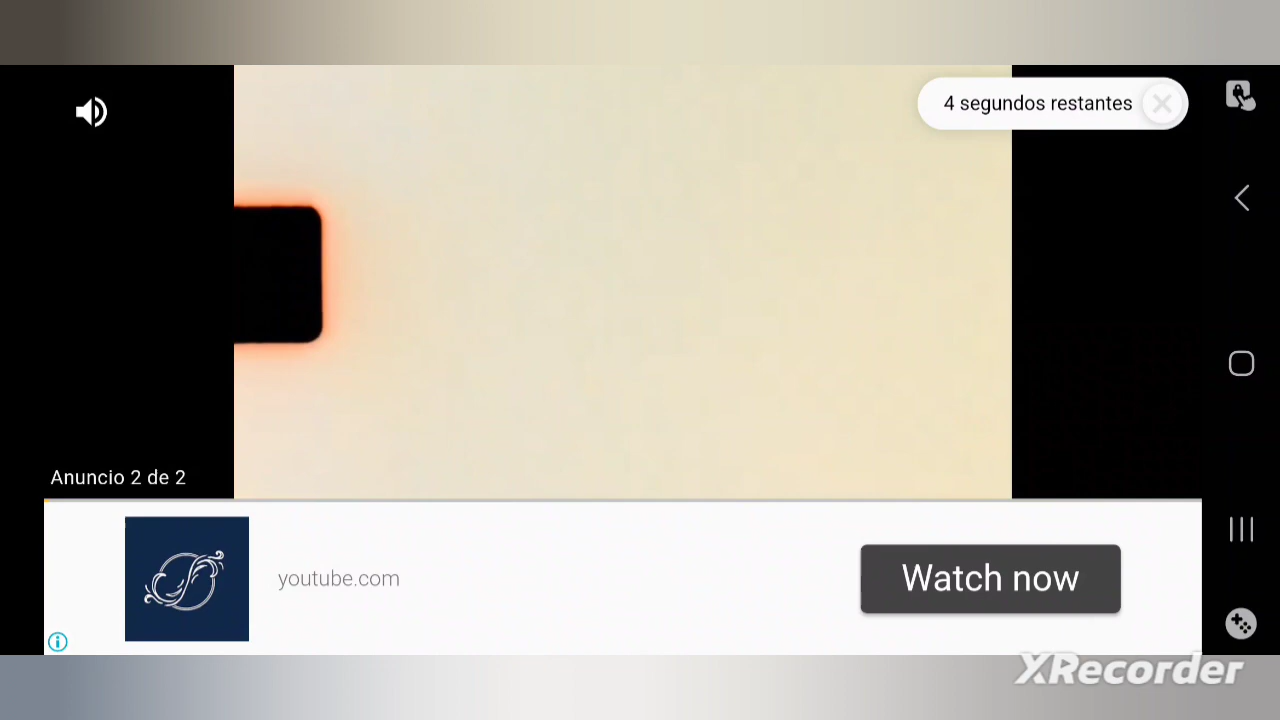 4 segundos restantes
Anuncio 2 de 2
youtube.com
Watch now
XRecorder